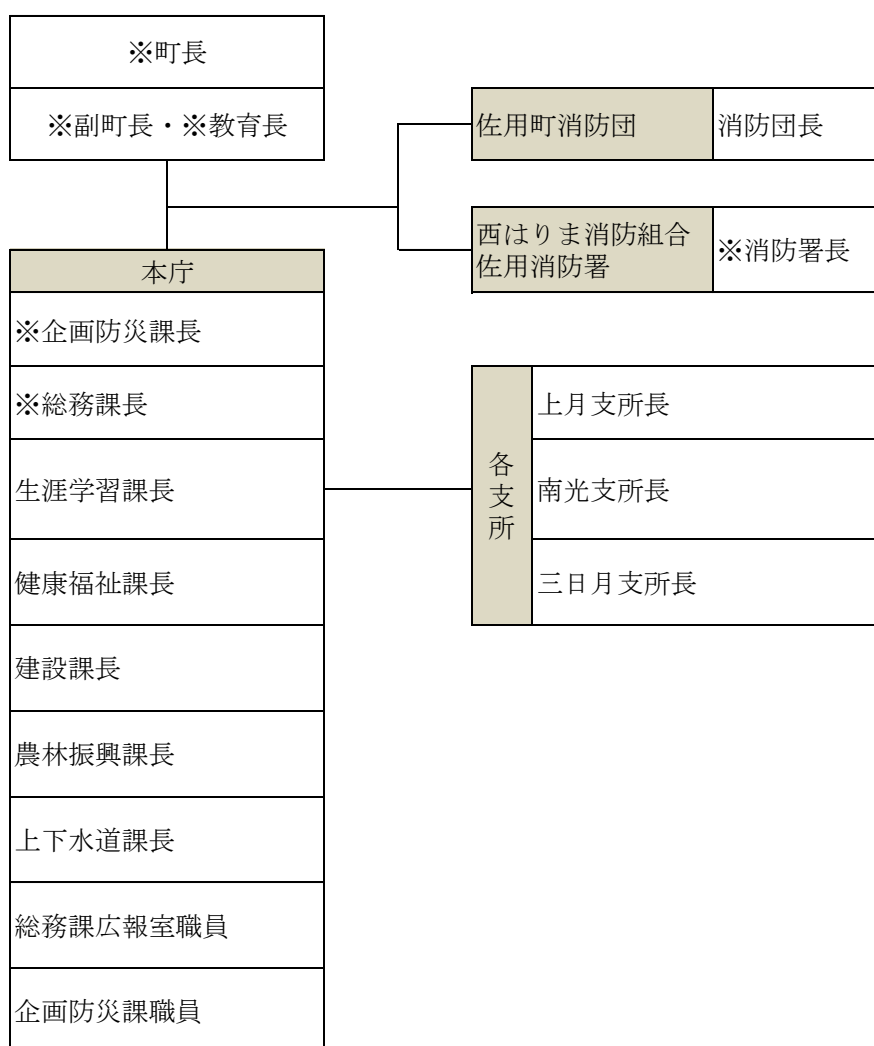 ※町長
※副町長・※教育長
佐用町消防団
消防団長
西はりま消防組合
佐用消防署
※消防署長
本庁
※企画防災課長
※総務課長
生涯学習課長
健康福祉課長
建設課長
農林振興課長
上下水道課長
総務課広報室職員
企画防災課職員
各支所
上月支所長
南光支所長
三日月支所長